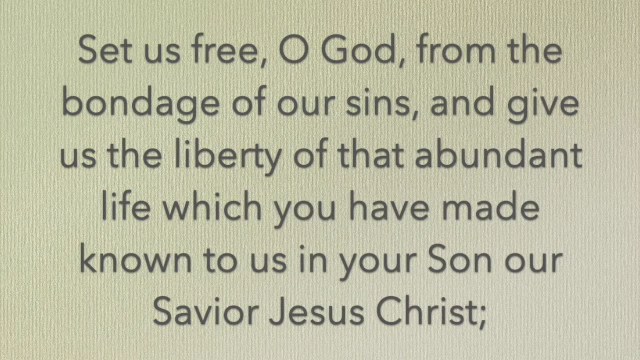 Set us free, O God, from the
bondage of our sins, and give
us the liberty of that abundant
life which you have made
known to us in your Son our
Savior Jesus Christ;